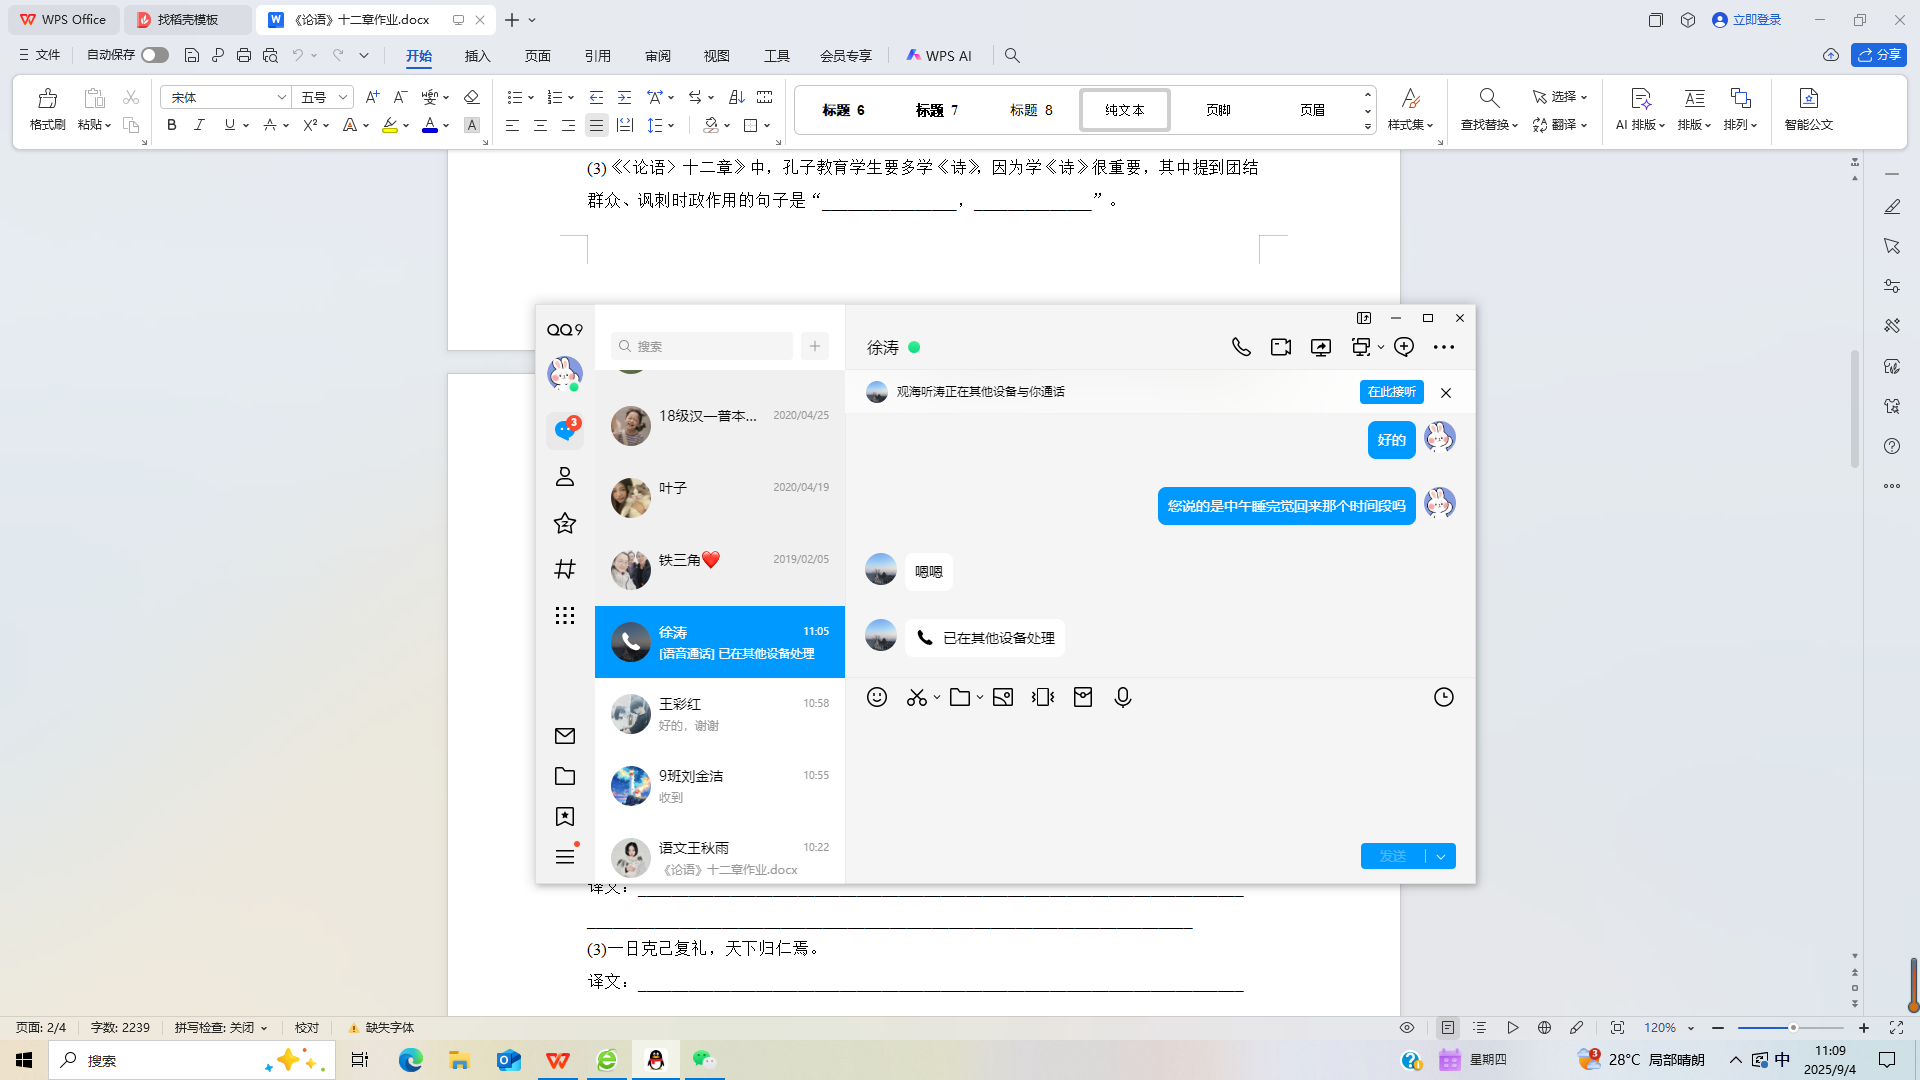 WPS Office
找稻壳模板
《论语》十二章作业.docx
立即登录
文件
自动保存
开始
插入
页面
引用
审阅
视图
工具
会员专享
WPS AI
分享
格式刷
粘贴
宋体
五号
标题 6
标题 7
标题 8
纯文本
页脚
页眉
样式集
查找替换
选择
翻译
AI 排版
排版
排列
智能公文
(3)《〈论语〉十二章》中，孔子教育学生要多学《诗》，因为学《诗》很重要，其中提到团结
群众、讽刺时政作用的句子是“________________，______________”。
QQ9
搜索
徐涛
观海听涛正在其他设备与你通话
在此接听
18级汉一普本...
2020/04/25
好的
叶子
2020/04/19
您说的是中午睡完觉回来那个时间段吗
铁三角❤️
2019/02/05
嗯嗯
徐涛
11:05
[语音通话] 已在其他设备处理
已在其他设备处理
王彩红
10:58
好的，谢谢
9班刘金洁
10:55
收到
语文王秋雨
10:22
《论语》十二章作业.docx
发送
3
译文：
(3)一日克己复礼，天下归仁焉。
译文：
页面: 2/4
字数: 2239
拼写检查: 关闭
校对
缺失字体
120%
搜索
星期四
3
28°C 局部晴朗
中
11:09
2025/9/4